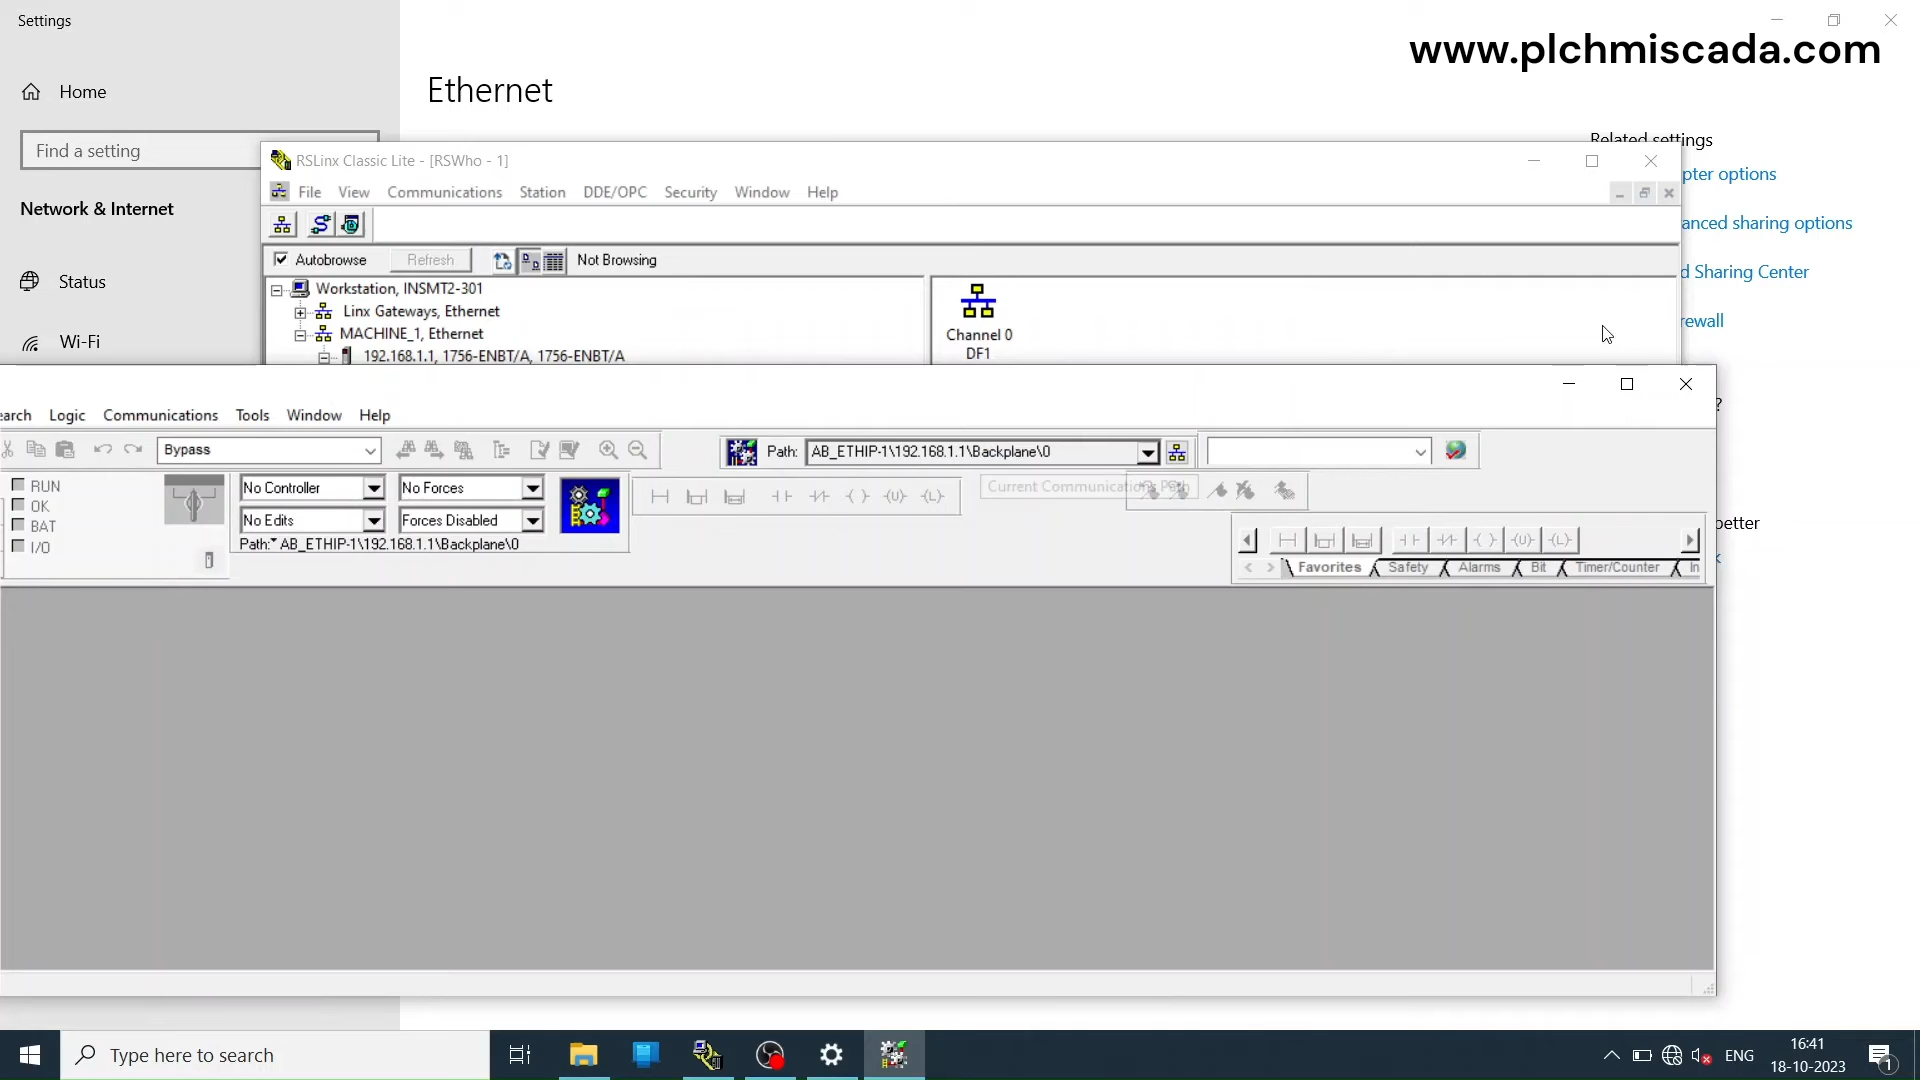 Settings
www.plchmiscada.com
Home
Ethernet
Find a setting
Related settings
RSLinx Classic Lite - [RSWho - 1]
pter options
File View Communications Station DDE/OPC Security Window Help
Network & Internet
anced sharing options
Autobrowse Refresh Not Browsing
d Sharing Center
Status
Workstation, INSMT2-301
Linx Gateways, Ethernet
MACHINE_1, Ethernet
Channel 0
DF1
rewall
Wi-Fi
192.168.1.1, 1756-ENBT/A, 1756-ENBT/A
?
earch Logic Communications Tools Window Help
Bypass
Path: AB_ETHIP-1\192.168.1.1\Backplane\0
RUN
OK
BAT
I/O
No Controller
No Forces
No Edits
Forces Disabled
Path: AB_ETHIP-1\192.168.1.1\Backplane\0
Current Communications Path
better
Favorites Safety Alarms Bit Timer/Counter In
k
Type here to search
ENG
16:41
18-10-2023
1